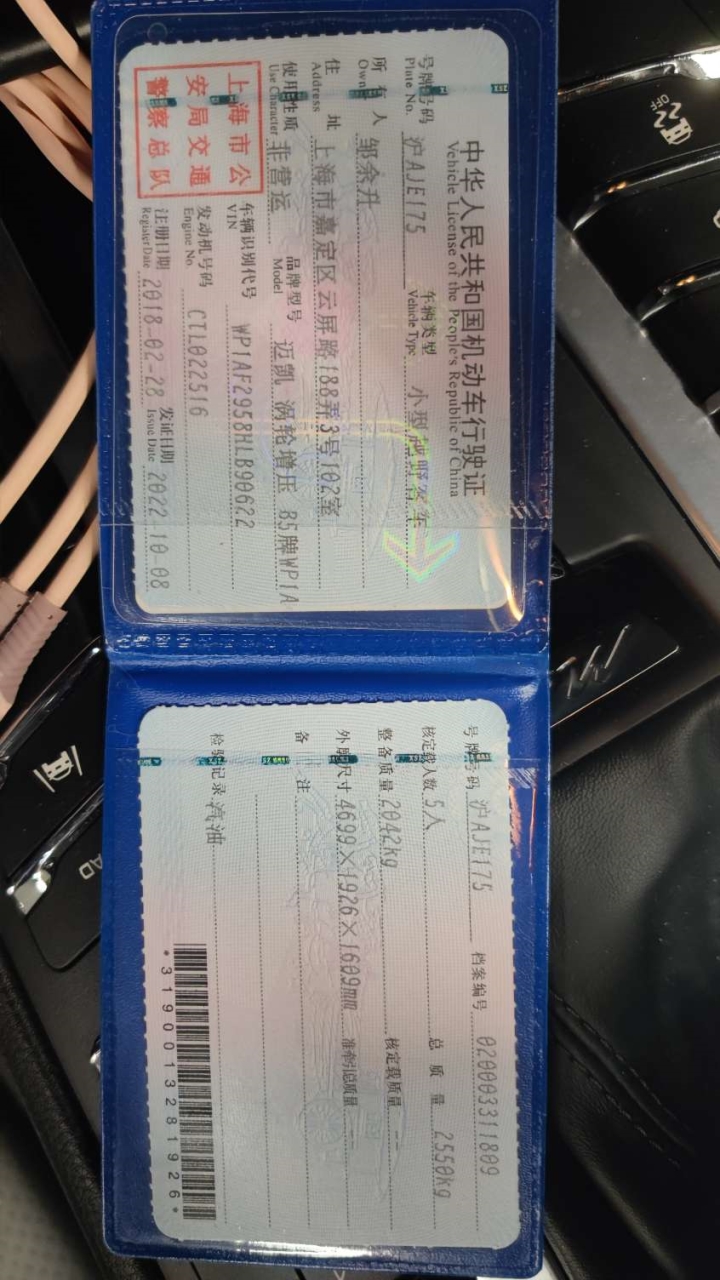 中华人民共和国机动车行驶证
Vehicle License of the People's Republic of China
号牌号码 沪AJE175 车辆类型 小型越野客车
Plate No. Vehicle Type
所有人 邹余升
Owner
住址 上海市嘉定区云屏路188弄3号102室
Address
使用性质 非营运 品牌型号 迈凯 涡轮增压 85牌WP1A
Use Character Model
上海市公
安局交通
警察总队
车辆识别代号 WP1AF2958HLB90622
VIN
发动机号码 CTL022516
Engine No.
注册日期 2018-02-28 发证日期 2022-10-08
Register Date Issue Date
号牌号码 沪AJE175 档案编号 020003311809
核定载人数 5人 总质量 2550kg
整备质量 2042kg 核定载质量 --
外廓尺寸 4699×1926×1609mm 准牵引总质量 --
备注
检验记录 汽油
*3190013281926*
OFF